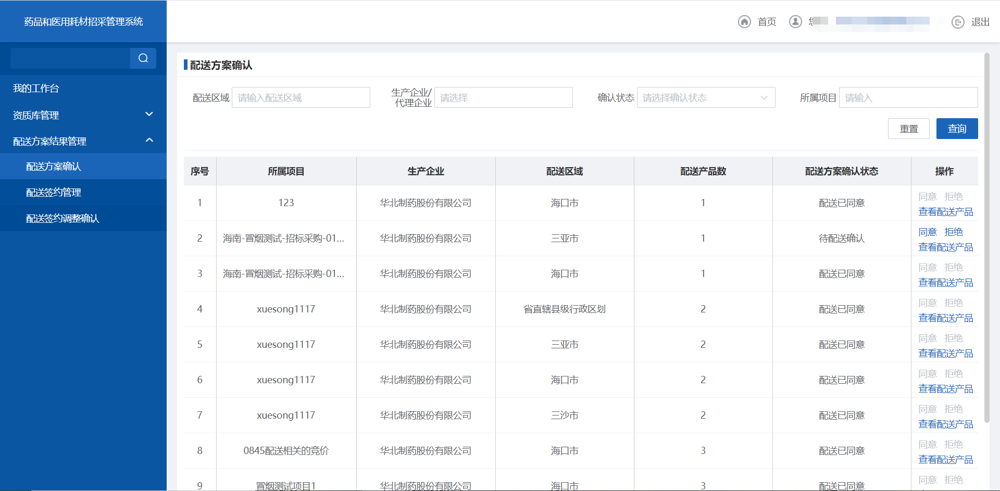 药品和医用耗材招采管理系统
首页
退出
我的工作台
资质库管理
配送方案结果管理
配送方案确认
配送签约管理
配送签约调整确认
配送方案确认
配送区域 请输入配送区域 生产企业/代理企业 请选择 确认状态 请选择确认状态 所属项目 请输入
重置 查询
序号 所属项目 生产企业 配送区域 配送产品数 配送方案确认状态 操作
1 123 华北制药股份有限公司 海口市 1 配送已同意 同意 拒绝
查看配送产品
2 海南-冒烟测试-招标采购-01... 华北制药股份有限公司 三亚市 1 待配送确认 同意 拒绝
查看配送产品
3 海南-冒烟测试-招标采购-01... 华北制药股份有限公司 海口市 1 配送已同意 同意 拒绝
查看配送产品
4 xuesong1117 华北制药股份有限公司 省直辖县级行政区划 2 配送已同意 同意 拒绝
查看配送产品
5 xuesong1117 华北制药股份有限公司 三亚市 2 配送已同意 同意 拒绝
查看配送产品
6 xuesong1117 华北制药股份有限公司 海口市 2 配送已同意 同意 拒绝
查看配送产品
7 xuesong1117 华北制药股份有限公司 三沙市 2 配送已同意 同意 拒绝
查看配送产品
8 0845配送相关的竞价 华北制药股份有限公司 海口市 3 配送已同意 同意 拒绝
查看配送产品
9 冒烟测试项目1 华北制药股份有限公司 海口市 3 配送已同意 同意 拒绝